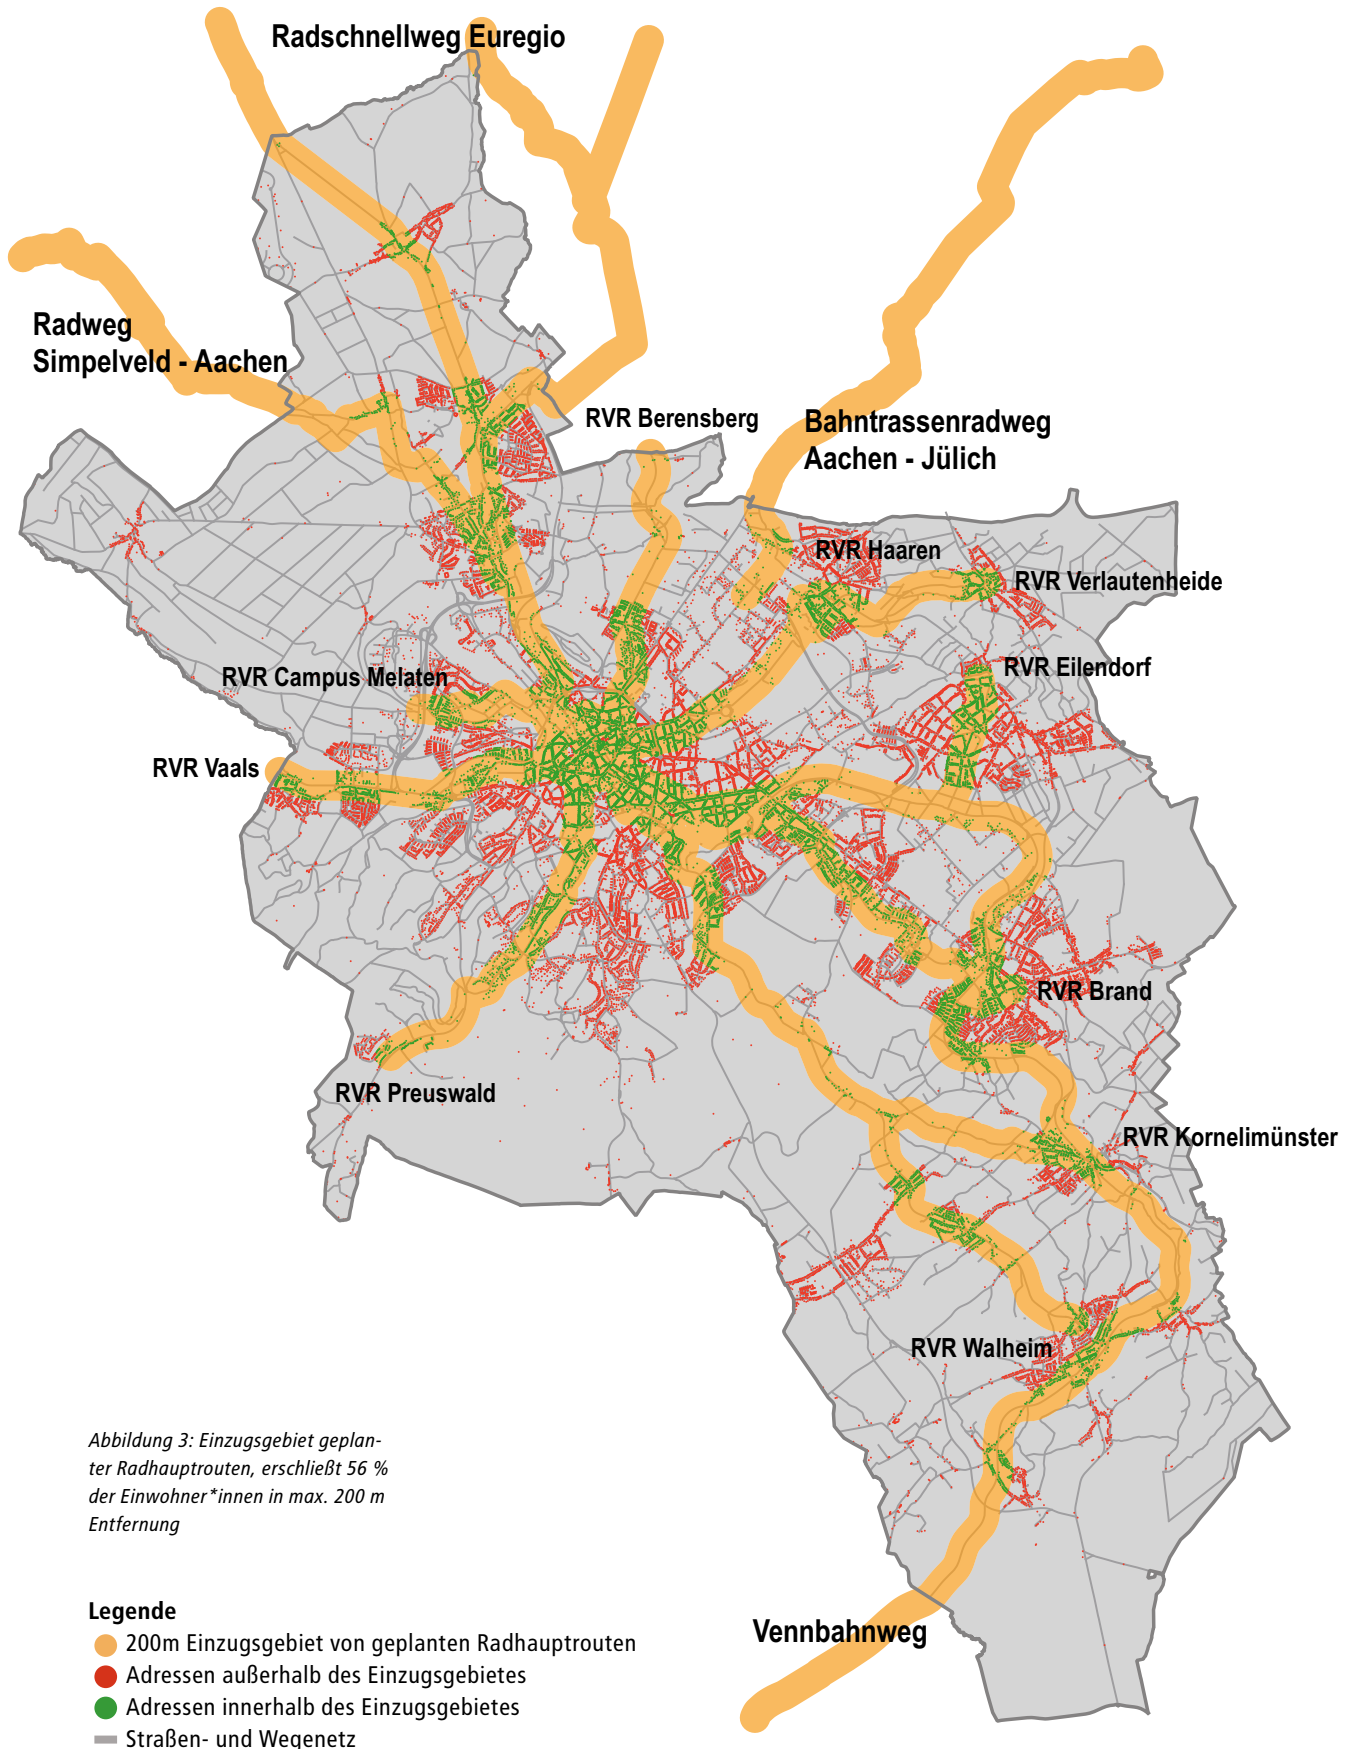 Radschnellweg Euregio
Radweg
Simpelveld - Aachen
RVR Berensberg
Bahntrassenradweg
Aachen - Jülich
RVR Haaren
RVR Verlautenheide
RVR Eilendorf
RVR Campus Melaten
RVR Vaals
RVR Brand
RVR Preuswald
RVR Kornelimünster
RVR Walheim
Vennbahnweg
Abbildung 3: Einzugsgebiet geplan-
ter Radhauptrouten, erschließt 56 %
der Einwohner*innen in max. 200 m
Entfernung
Legende
200m Einzugsgebiet von geplanten Radhauptrouten
Adressen außerhalb des Einzugsgebietes
Adressen innerhalb des Einzugsgebietes
Straßen- und Wegenetz